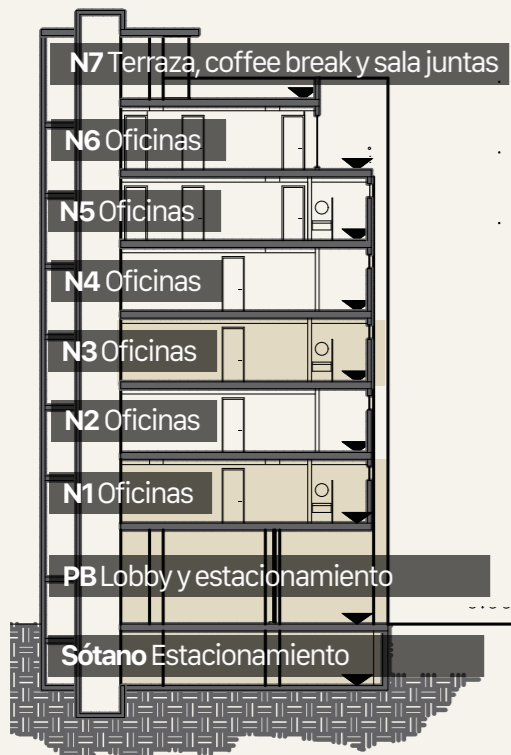 N7 Terraza, coffee break y sala juntas
N6 Oficinas
N5 Oficinas
N4 Oficinas
N3 Oficinas
N2 Oficinas
N1 Oficinas
PB Lobby y estacionamiento
Sótano Estacionamiento